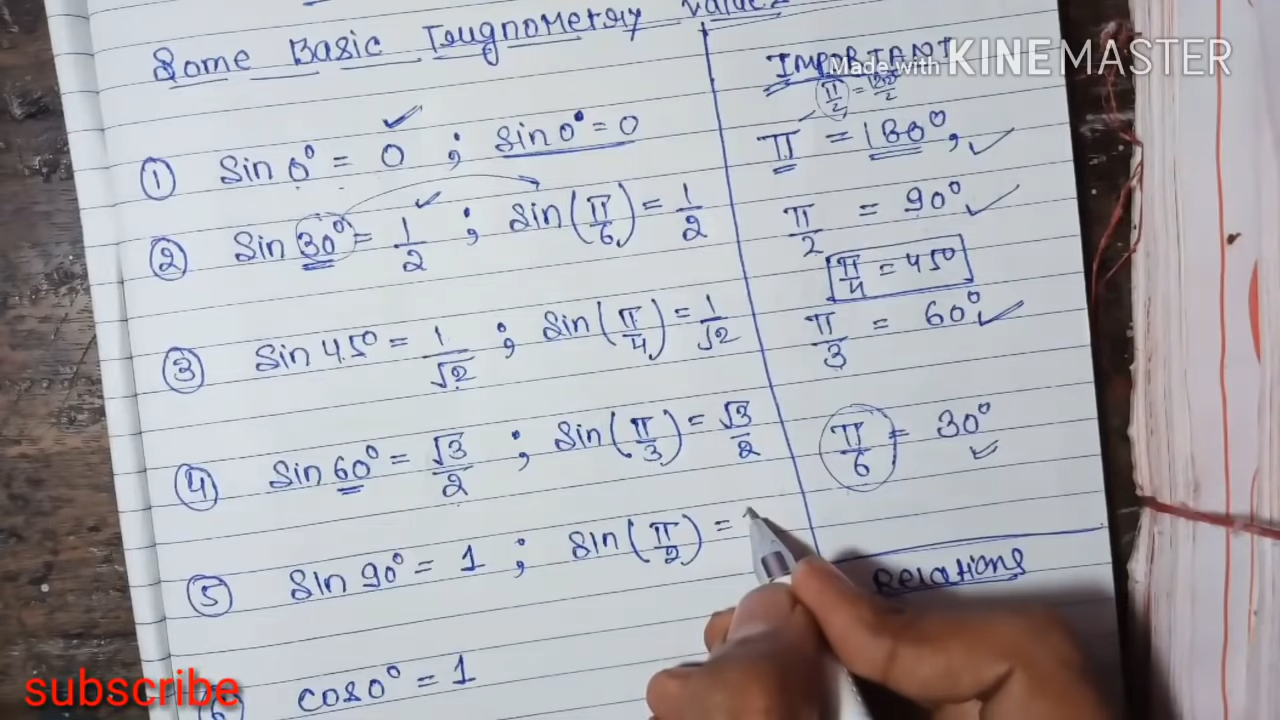 Some Basic Trugnometry Values
① Sin 0° = 0 ; Sin 0° = 0
② Sin 30° = 1/2 ; Sin(π/6) = 1/2
③ Sin 45° = 1/√2 ; Sin(π/4) = 1/√2
④ Sin 60° = √3/2 ; Sin(π/3) = √3/2
⑤ Sin 90° = 1 ; Sin(π/2) =
cos 0° = 1
IMPORTANT
Made with KINEMASTER
π = 180°,
π/2 = 90°
π/4 = 45°
π/3 = 60°
π/6 = 30°
Relations
subscribe